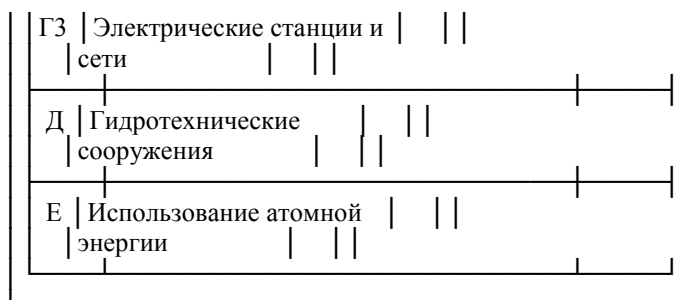 Г3 Электрические станции и
сети
Д Гидротехнические
сооружения
Е Использование атомной
энергии